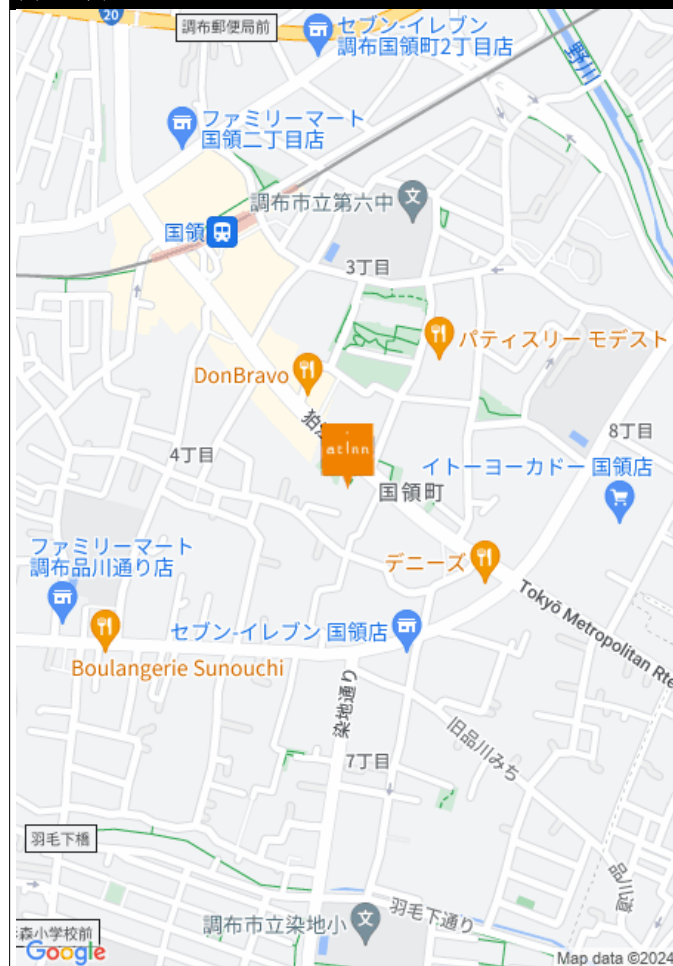 20
調布郵便局前
セブン-イレブン
調布国領町2丁目店
野川
ファミリーマート
国領二丁目店
調布市立第六中
国領
3丁目
パティスリー モデスト
DonBravo
狛
atInn
4丁目
8丁目
イトーヨーカドー 国領店
国領町
ファミリーマート
調布品川通り店
デニーズ
Tokyō Metropolitan Rte
セブン-イレブン 国領店
Boulangerie Sunouchi
染地通り
旧品川みち
7丁目
羽毛下橋
品川道
羽毛下通り
調布市立染地小
森小学校前
Google
Map data ©2024